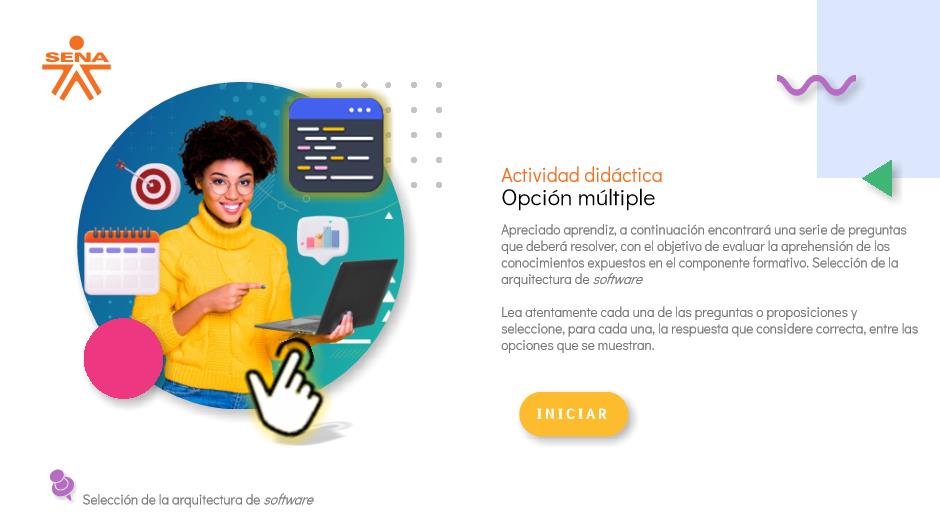 SENA
Actividad didáctica
Opción múltiple
Apreciado aprendiz, a continuación encontrará una serie de preguntas
que deberá resolver, con el objetivo de evaluar la aprehensión de los
conocimientos expuestos en el componente formativo. Selección de la
arquitectura de software
Lea atentamente cada una de las preguntas o proposiciones y
seleccione, para cada una, la respuesta que considere correcta, entre las
opciones que se muestran.
INICIAR
Selección de la arquitectura de software